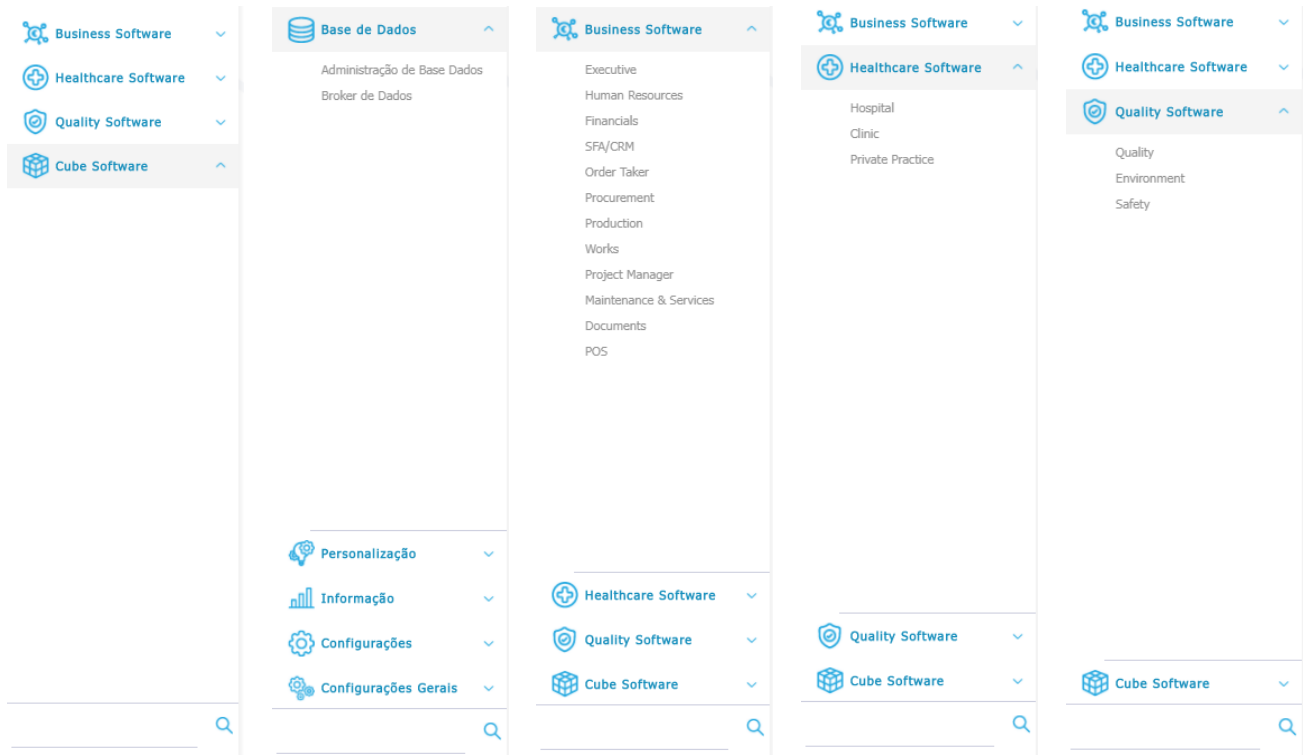 Business Software
Healthcare Software
Quality Software
Cube Software
Base de Dados
Administração de Base Dados
Broker de Dados
Personalização
Informação
Configurações
Configurações Gerais
Business Software
Executive
Human Resources
Financials
SFA/CRM
Order Taker
Procurement
Production
Works
Project Manager
Maintenance & Services
Documents
POS
Healthcare Software
Quality Software
Cube Software
Business Software
Healthcare Software
Hospital
Clinic
Private Practice
Quality Software
Cube Software
Business Software
Healthcare Software
Quality Software
Quality
Environment
Safety
Cube Software